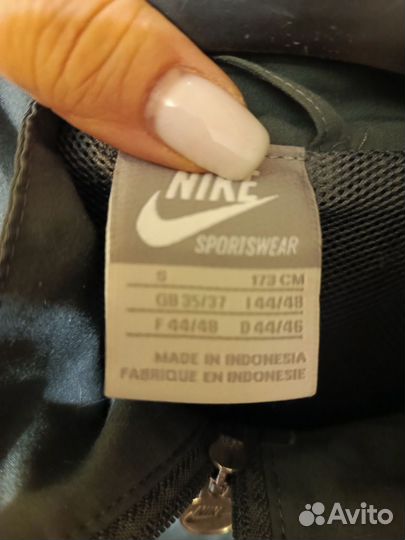 NIKE
SPORTSWEAR
S 173 CM
GB 35/37 I 44/48
F 44/48 D 44/46
MADE IN INDONESIA
FABRIQUE EN INDONESIE
NIKE
Avito